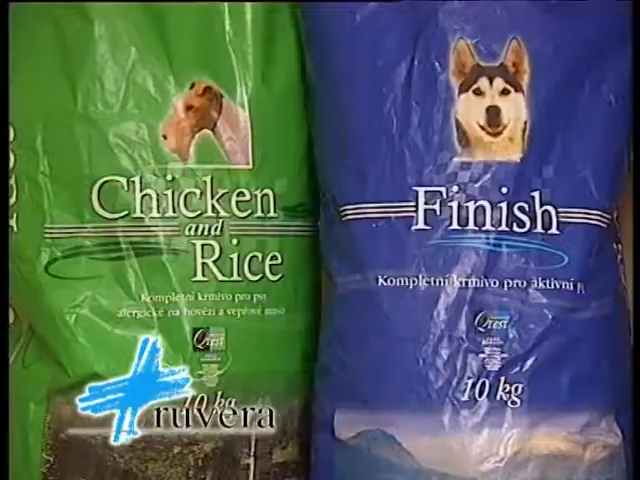 Chicken
and
Rice
Kompletní krmivo pro psy
alergické na hovězí a vepřové maso
10 kg
ruvera
Finish
Kompletní krmivo pro aktivní
10 kg